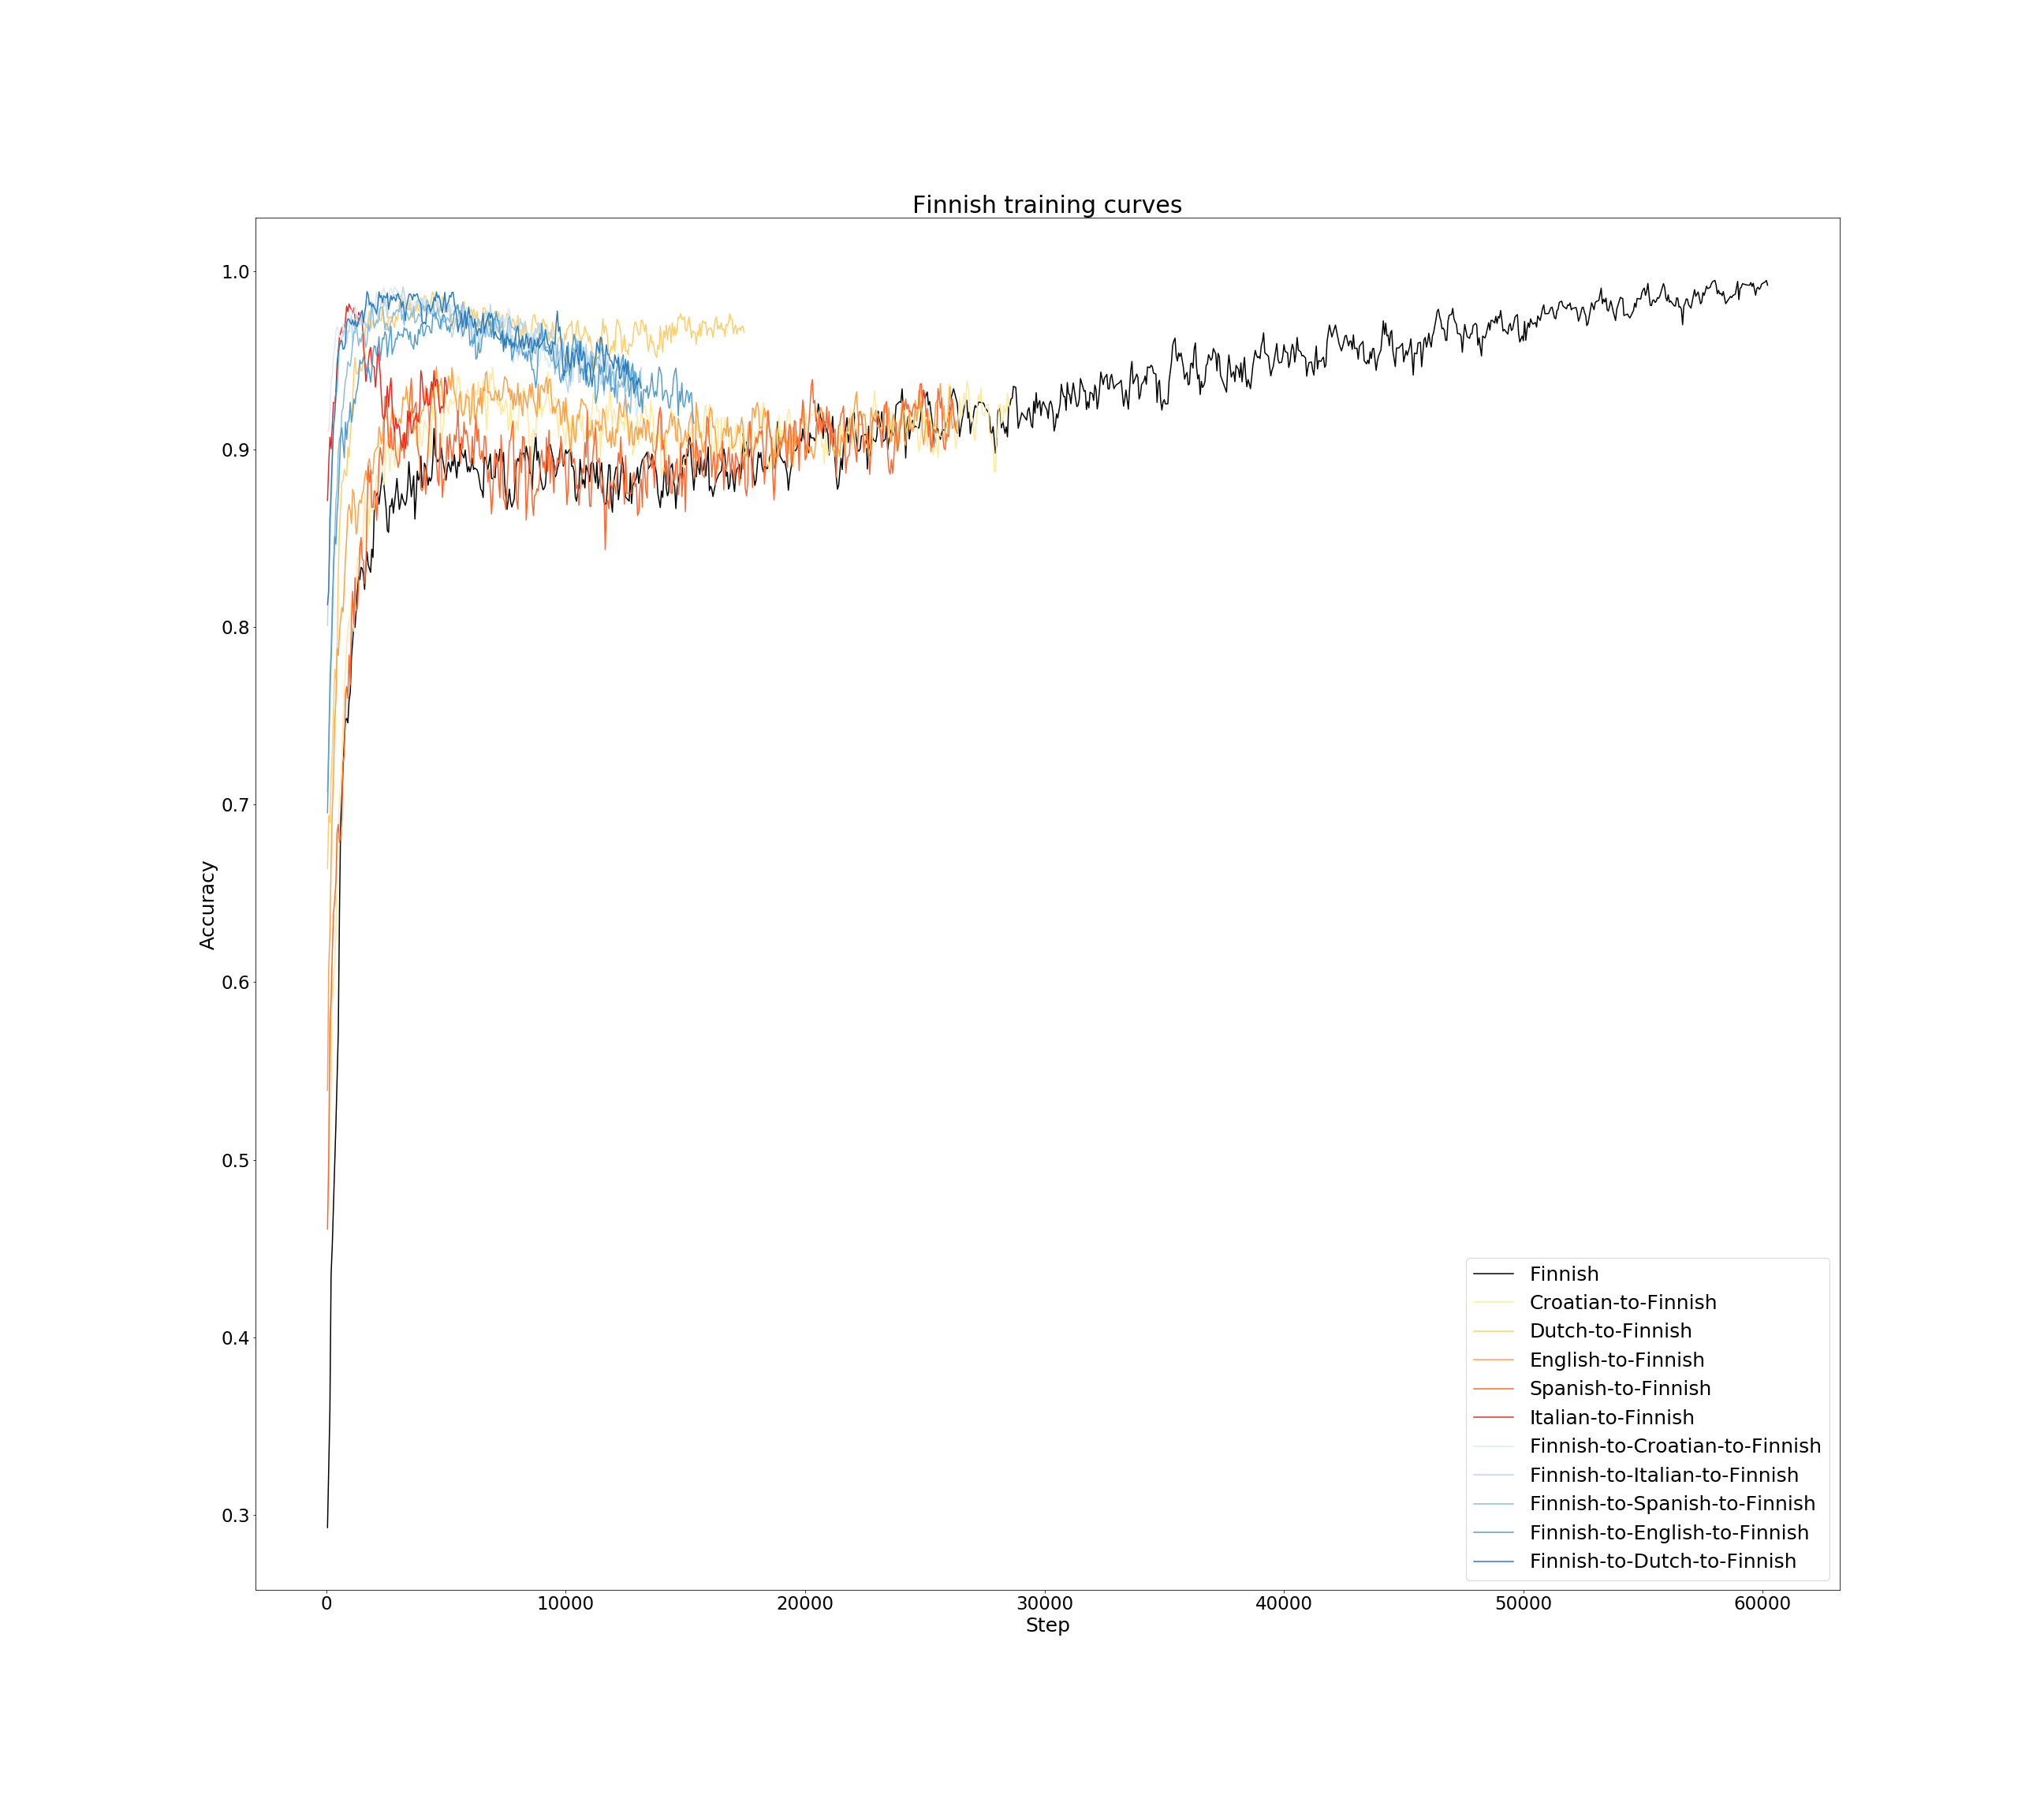 Finnish training curves
1.0
0.9
0.8
0.7
0.6
0.5
0.4
0.3
Accuracy
0 10000 20000 30000 40000 50000 60000
Step
Finnish
Croatian-to-Finnish
Dutch-to-Finnish
English-to-Finnish
Spanish-to-Finnish
Italian-to-Finnish
Finnish-to-Croatian-to-Finnish
Finnish-to-Italian-to-Finnish
Finnish-to-Spanish-to-Finnish
Finnish-to-English-to-Finnish
Finnish-to-Dutch-to-Finnish